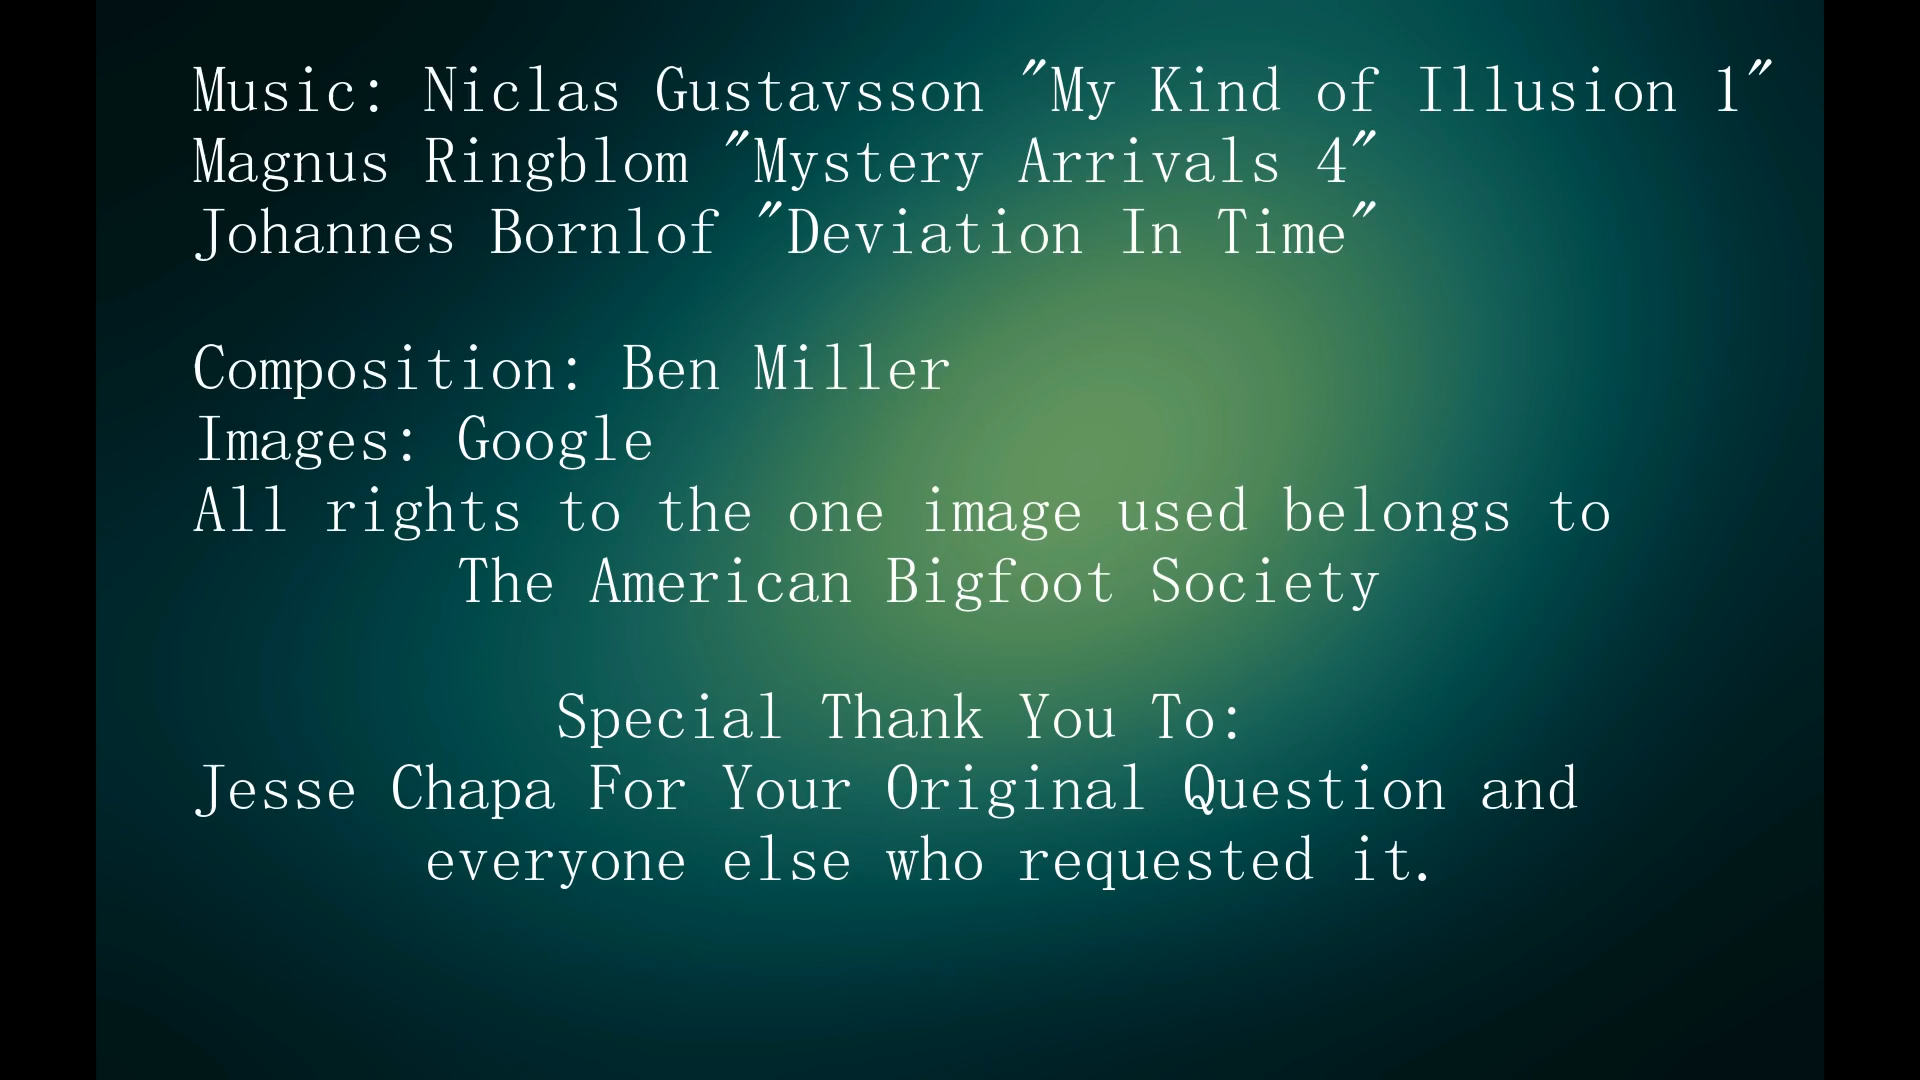 Music: Niclas Gustavsson "My Kind of Illusion 1"
Magnus Ringblom "Mystery Arrivals 4"
Johannes Bornlof "Deviation In Time"
Composition: Ben Miller
Images: Google
All rights to the one image used belongs to
The American Bigfoot Society
Special Thank You To:
Jesse Chapa For Your Original Question and
everyone else who requested it.